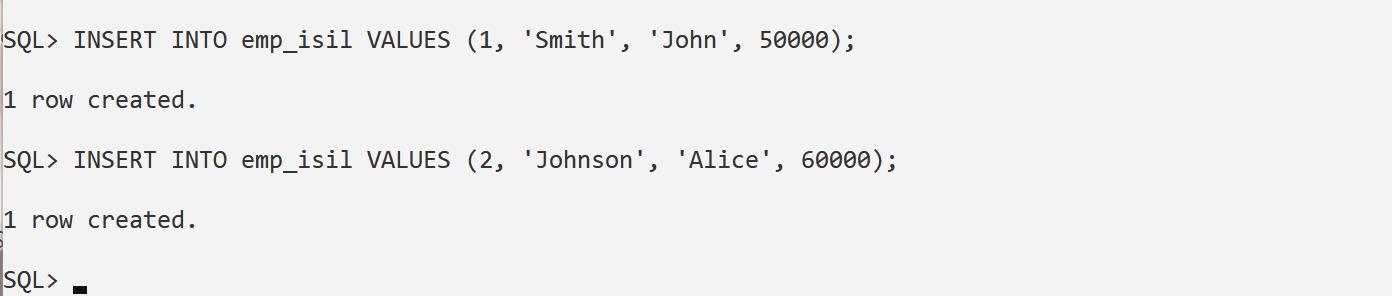 SQL> INSERT INTO emp_isil VALUES (1, 'Smith', 'John', 50000);
1 row created.
SQL> INSERT INTO emp_isil VALUES (2, 'Johnson', 'Alice', 60000);
1 row created.
SQL>